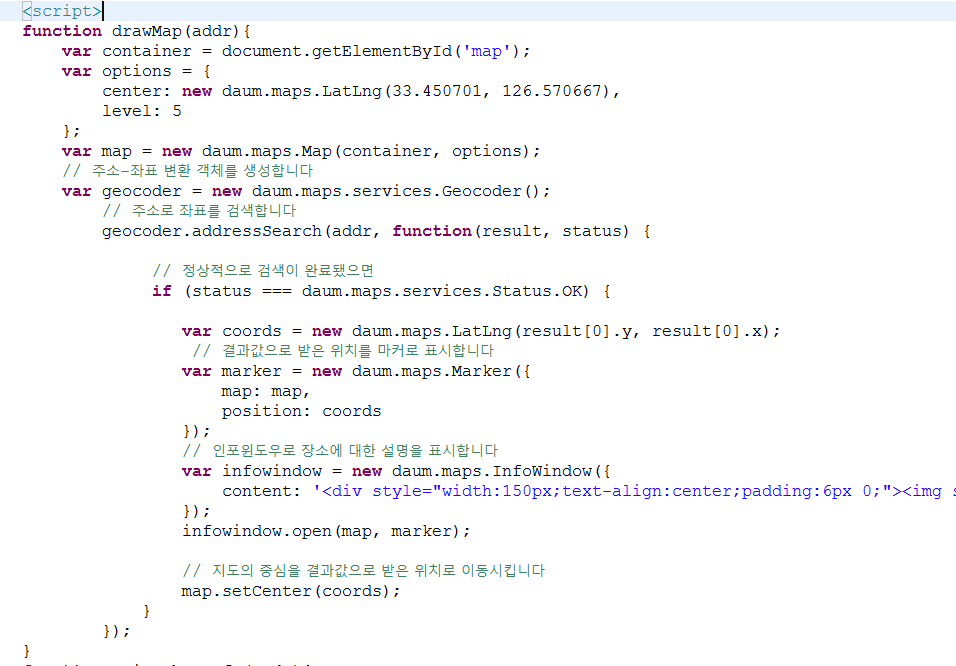 <script>
function drawMap(addr){
    var container = document.getElementById('map');
    var options = {
        center: new daum.maps.LatLng(33.450701, 126.570667),
        level: 5
    };
    var map = new daum.maps.Map(container, options);
    // 주소-좌표 변환 객체를 생성합니다
    var geocoder = new daum.maps.services.Geocoder();
        // 주소로 좌표를 검색합니다
        geocoder.addressSearch(addr, function(result, status) {
             // 정상적으로 검색이 완료됐으면
             if (status === daum.maps.services.Status.OK) {
                var coords = new daum.maps.LatLng(result[0].y, result[0].x);
                 // 결과값으로 받은 위치를 마커로 표시합니다
                var marker = new daum.maps.Marker({
                    map: map,
                    position: coords
                });
                // 인포윈도우로 장소에 대한 설명을 표시합니다
                var infowindow = new daum.maps.InfoWindow({
                    content: '<div style="width:150px;text-align:center;padding:6px 0;"><img
                });
                infowindow.open(map, marker);
                // 지도의 중심을 결과값으로 받은 위치로 이동시킵니다
                map.setCenter(coords);
            }
        });
}